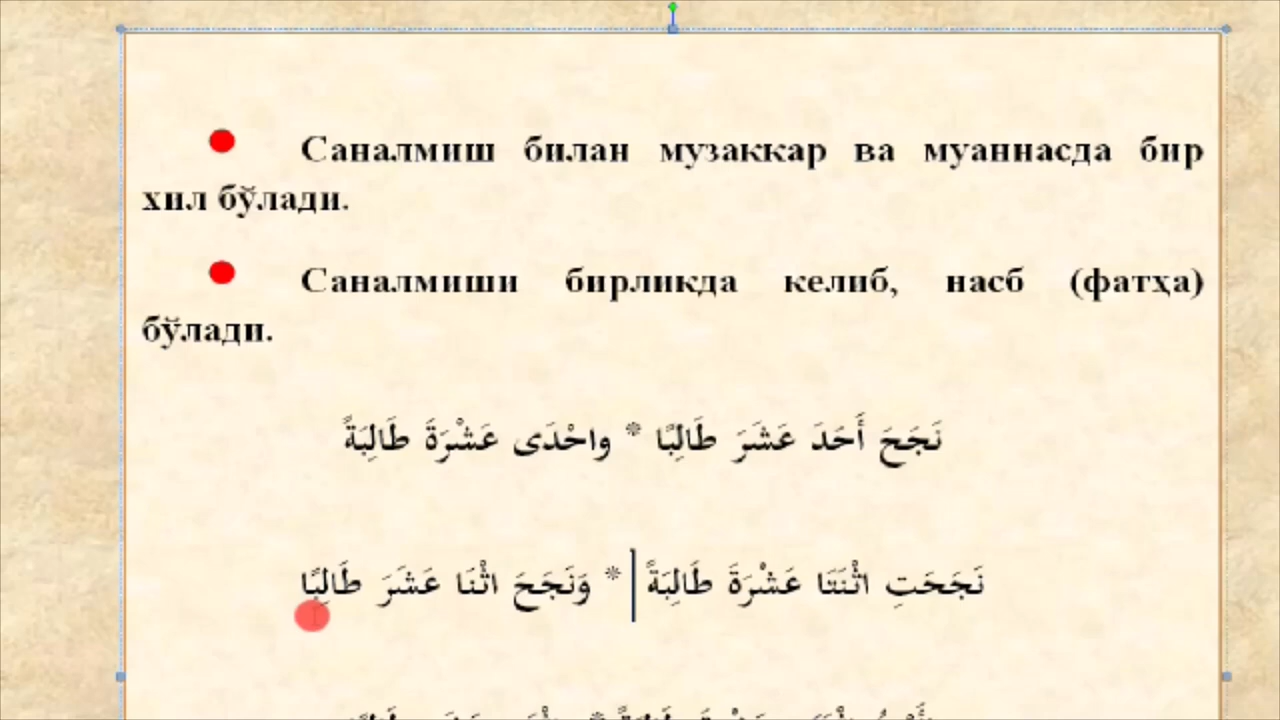 Саналмиш билан музаккар ва муаннасда бир
хил бўлади.
Саналмиши бирликда келиб, насб (фатҳа)
бўлади.
نَجَحَ أَحَدَ عَشَرَ طَالِبًا * واحْدَى عَشْرَةَ طَالِبَةً
نَجَحَتِ اثْنَتَا عَشْرَةَ طَالِبَةً * وَنَجَحَ اثْنَا عَشَرَ طَالِبًا